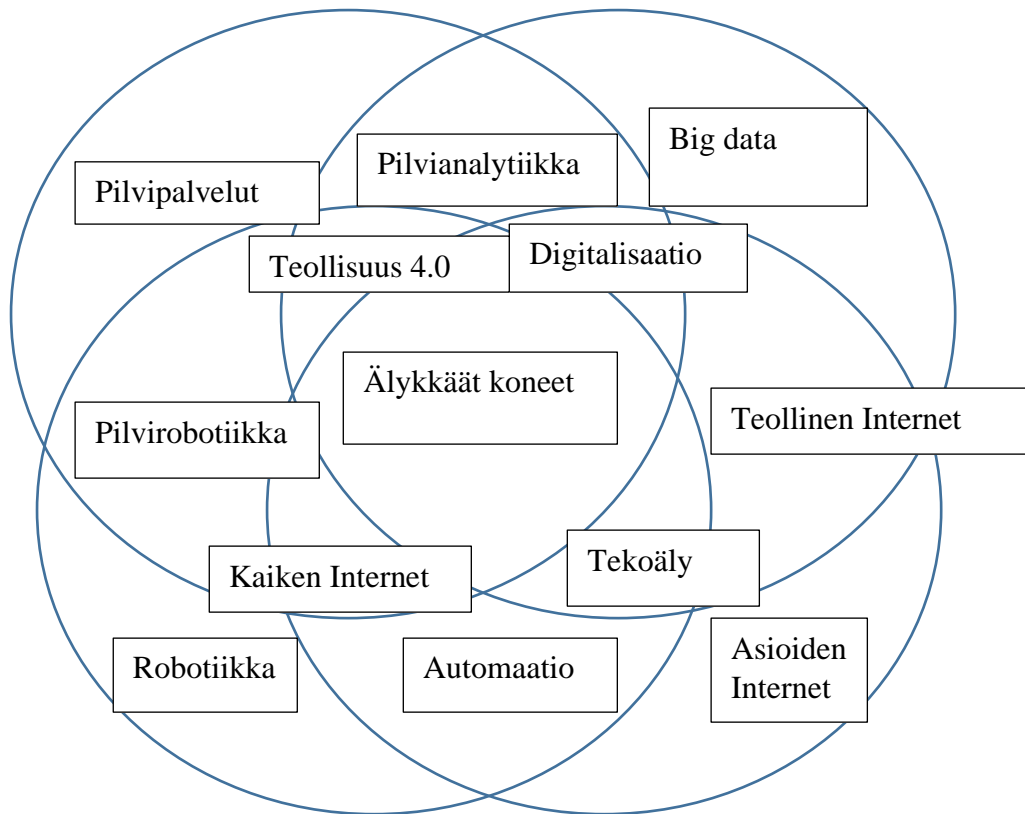 Big data
Pilvianalytiikka
Pilvipalvelut
Teollisuus 4.0
Digitalisaatio
Älykkäät koneet
Pilvirobotiikka
Teollinen Internet
Kaiken Internet
Tekoäly
Robotiikka
Automaatio
Asioiden
Internet